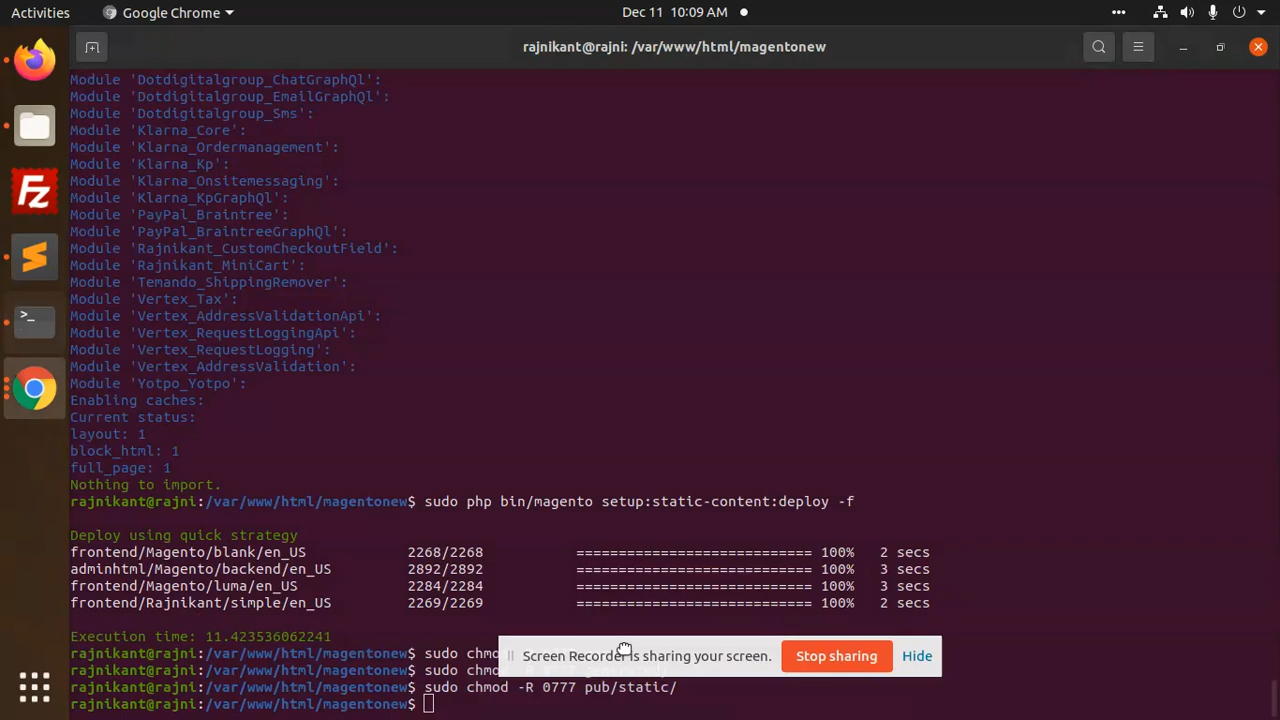 Activities
Google Chrome
Dec 11 10:09 AM
rajnikant@rajni: /var/www/html/magentonew
Module 'Dotdigitalgroup_ChatGraphQl':
Module 'Dotdigitalgroup_EmailGraphQl':
Module 'Dotdigitalgroup_Sms':
Module 'Klarna_Core':
Module 'Klarna_Ordermanagement':
Module 'Klarna_Kp':
Module 'Klarna_Onsitemessaging':
Module 'Klarna_KpGraphQl':
Module 'PayPal_Braintree':
Module 'PayPal_BraintreeGraphQl':
Module 'Rajnikant_CustomCheckoutField':
Module 'Rajnikant_MiniCart':
Module 'Temando_ShippingRemover':
Module 'Vertex_Tax':
Module 'Vertex_AddressValidationApi':
Module 'Vertex_RequestLoggingApi':
Module 'Vertex_RequestLogging':
Module 'Vertex_AddressValidation':
Module 'Yotpo_Yotpo':
Enabling caches:
Current status:
layout: 1
block_html: 1
full_page: 1
Nothing to import.
rajnikant@rajni:/var/www/html/magentonew$ sudo php bin/magento setup:static-content:deploy -f
Deploy using quick strategy
frontend/Magento/blank/en_US 2268/2268 ============================ 100% 2 secs
adminhtml/Magento/backend/en_US 2892/2892 ============================ 100% 3 secs
frontend/Magento/luma/en_US 2284/2284 ============================ 100% 3 secs
frontend/Rajnikant/simple/en_US 2269/2269 ============================ 100% 2 secs
Execution time: 11.423536062241
rajnikant@rajni:/var/www/html/magentonew$ sudo chmo
rajnikant@rajni:/var/www/html/magentonew$ sudo chmo
Screen Recorder is sharing your screen. Stop sharing Hide
rajnikant@rajni:/var/www/html/magentonew$ sudo chmod -R 0777 pub/static/
rajnikant@rajni:/var/www/html/magentonew$